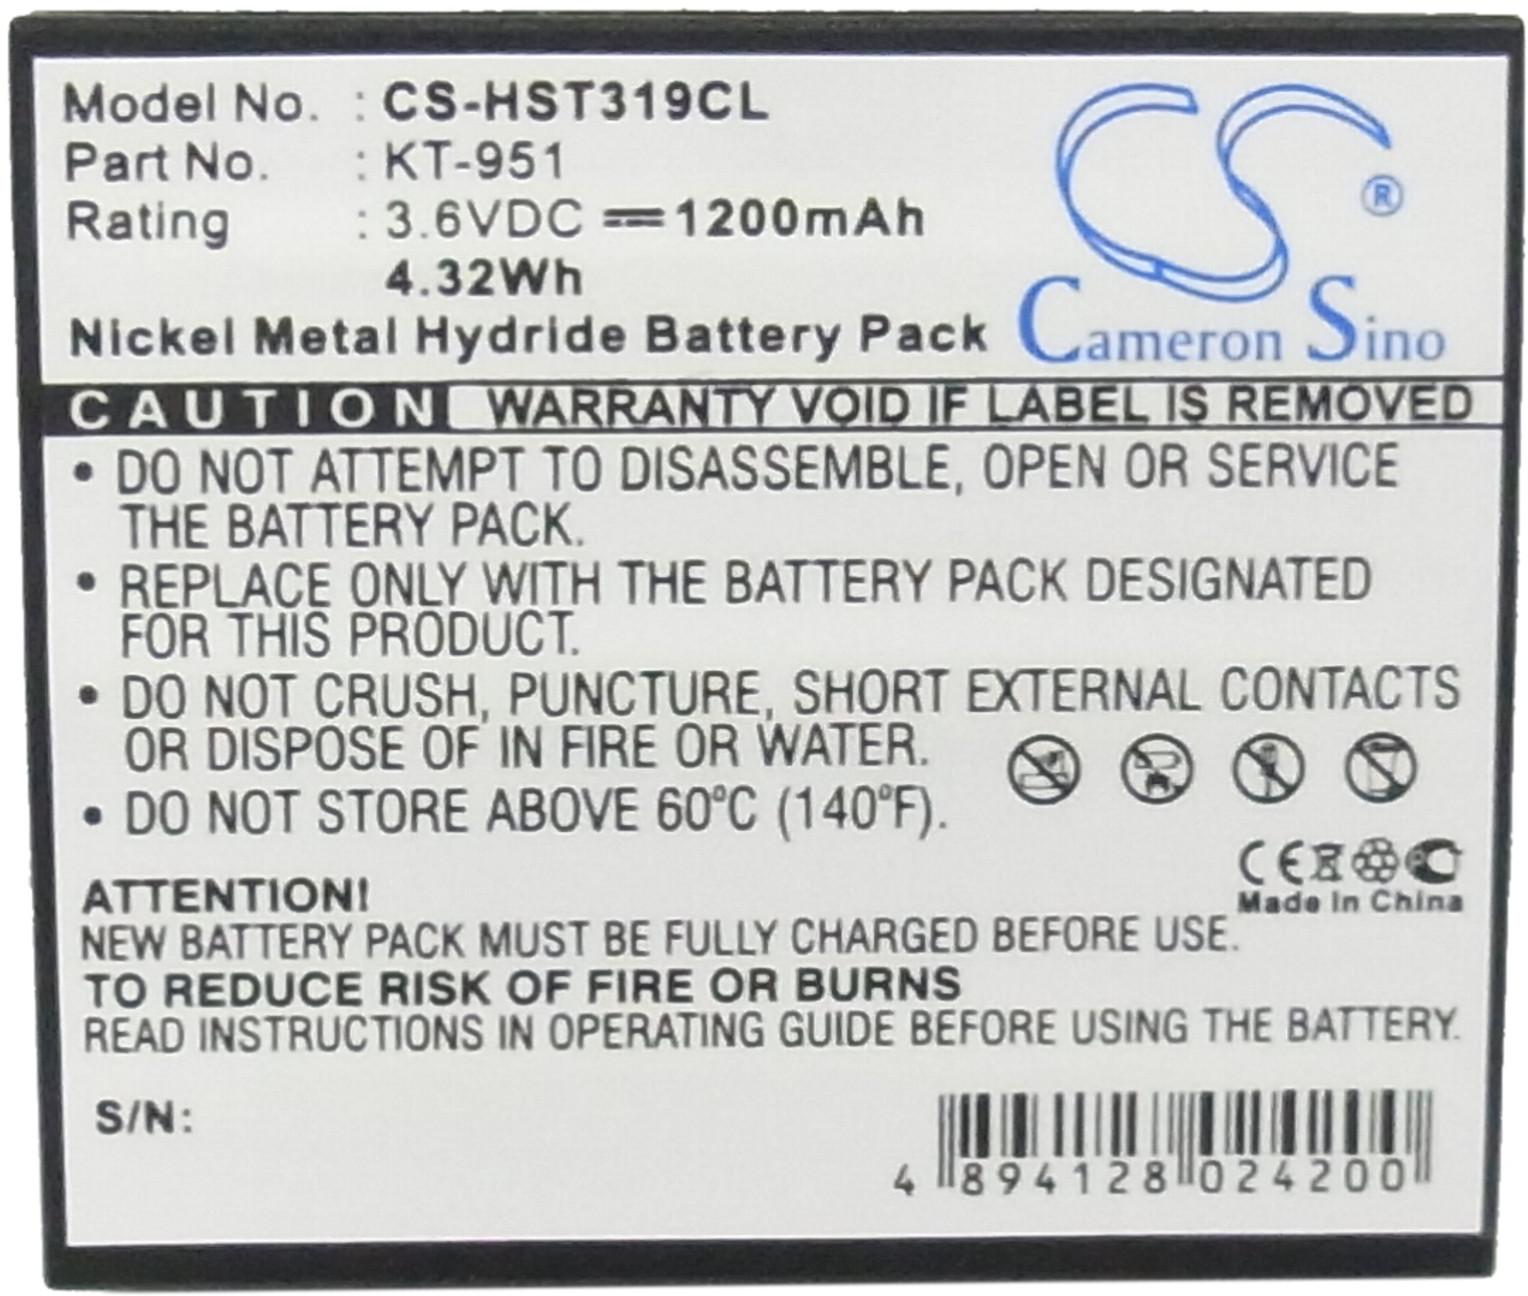 Model No. : CS-HST319CL
Part No. : KT-951
Rating : 3.6VDC ⎓ 1200mAh
4.32Wh
Nickel Metal Hydride Battery Pack
CS ®
Cameron Sino
CAUTION WARRANTY VOID IF LABEL IS REMOVED
• DO NOT ATTEMPT TO DISASSEMBLE, OPEN OR SERVICE
THE BATTERY PACK.
• REPLACE ONLY WITH THE BATTERY PACK DESIGNATED
FOR THIS PRODUCT.
• DO NOT CRUSH, PUNCTURE, SHORT EXTERNAL CONTACTS
OR DISPOSE OF IN FIRE OR WATER.
• DO NOT STORE ABOVE 60°C (140°F).
CE
Made In China
ATTENTION!
NEW BATTERY PACK MUST BE FULLY CHARGED BEFORE USE.
TO REDUCE RISK OF FIRE OR BURNS
READ INSTRUCTIONS IN OPERATING GUIDE BEFORE USING THE BATTERY.
S/N:
4 894128 024200